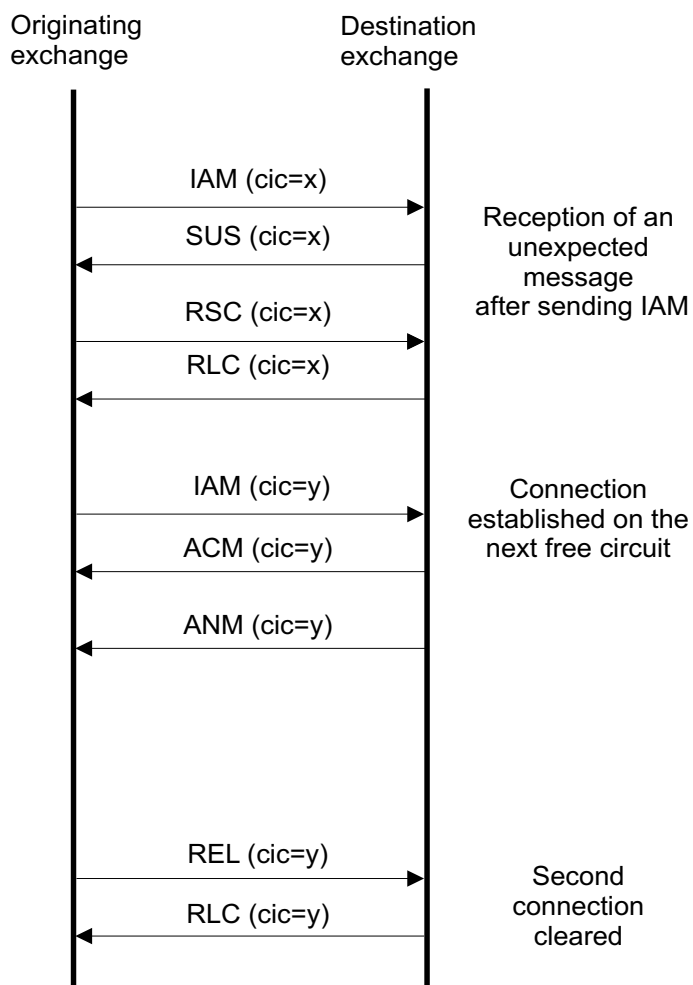 Originating
exchange
Destination
exchange
IAM (cic=x)
SUS (cic=x)
RSC (cic=x)
RLC (cic=x)
Reception of an
unexpected
message
after sending IAM
IAM (cic=y)
ACM (cic=y)
ANM (cic=y)
Connection
established on the
next free circuit
REL (cic=y)
RLC (cic=y)
Second
connection
cleared